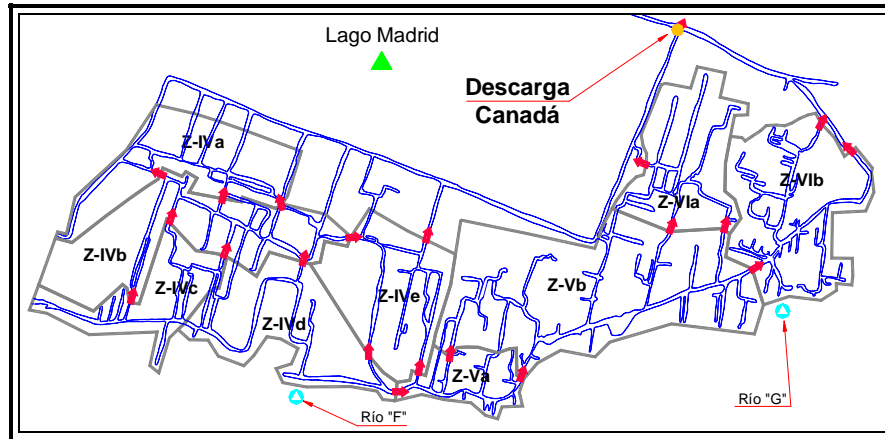 Lago Madrid
Descarga
Canadá
Z-IVa
Z-VIb
Z-VIa
Z-IVb
Z-IVc
Z-Vb
Z-IVe
Z-IVd
Z-Va
Río "F"
Río "G"